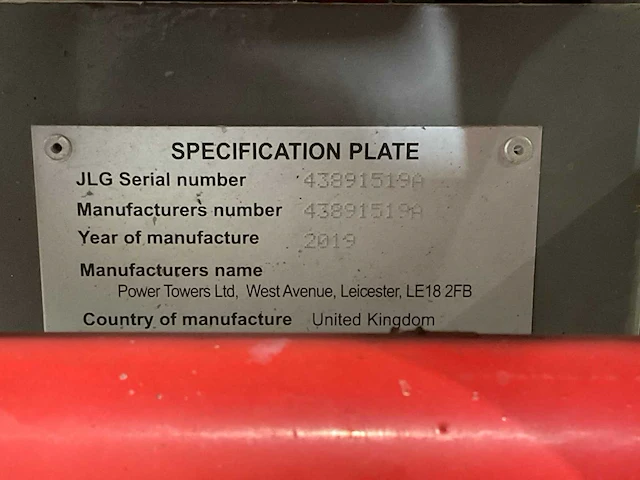 SPECIFICATION PLATE
JLG Serial number 43891519A
Manufacturers number 43891519A
Year of manufacture 2019
Manufacturers name
Power Towers Ltd, West Avenue, Leicester, LE18 2FB
Country of manufacture United Kingdom